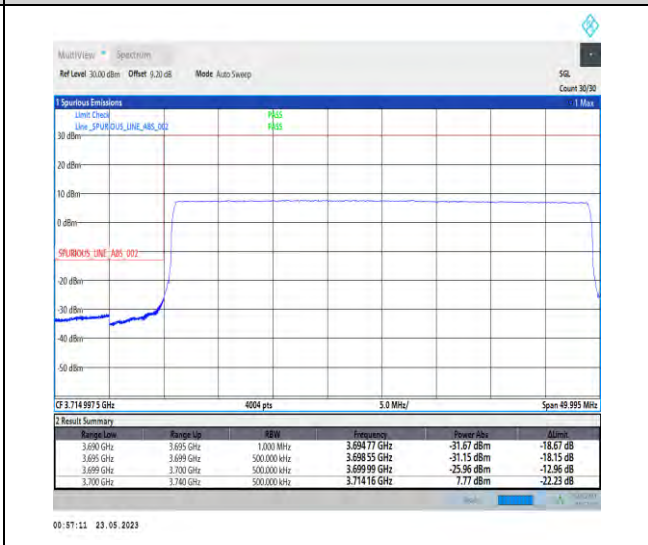 MultiView Spectrum
Ref Level 30.00 dBm Offset 9.20 dB Mode Auto Sweep SGL
Count 30/30
1 Spurious Emissions 1 Max
Limit Check PASS
Line _SPURIOUS_LINE_ABS_002 PASS
30 dBm
20 dBm
10 dBm
0 dBm
SPURIOUS_LINE_ABS_002
-20 dBm
-30 dBm
-40 dBm
-50 dBm
CF 3.714 997 5 GHz 4004 pts 5.0 MHz/ Span 49.995 MHz
2 Result Summary
Range Low Range Up RBW Frequency Power Abs ΔLimit
3.690 GHz 3.695 GHz 1.000 MHz 3.694 77 GHz -31.67 dBm -18.67 dB
3.695 GHz 3.699 GHz 500.000 kHz 3.698 55 GHz -31.15 dBm -18.15 dB
3.699 GHz 3.700 GHz 500.000 kHz 3.699 99 GHz -25.96 dBm -12.96 dB
3.700 GHz 3.740 GHz 500.000 kHz 3.714 16 GHz 7.77 dBm -22.23 dB
00:57:11 23.05.2023